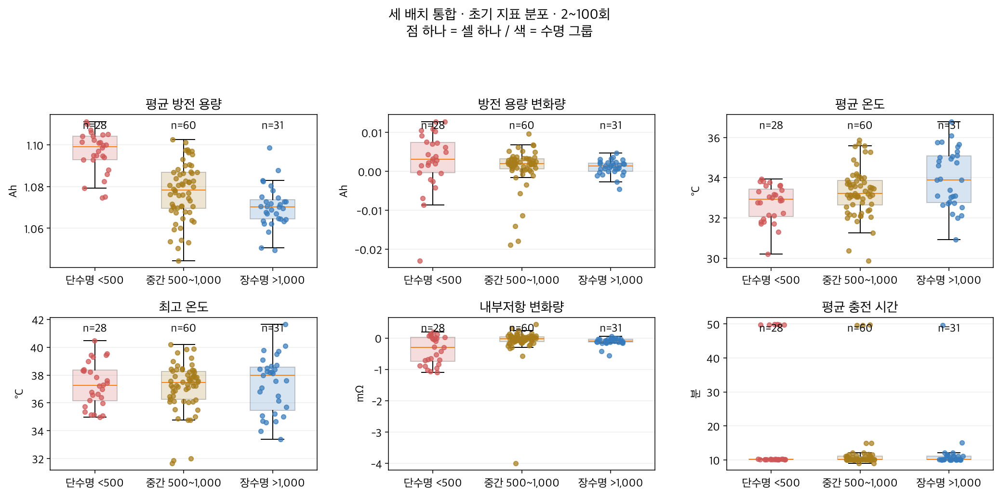 세 배치 통합 · 초기 지표 분포 · 2~100회
점 하나 = 셀 하나 / 색 = 수명 그룹
평균 방전 용량
n=28
n=60
n=31
1.10
1.08
1.06
Ah
단수명 <500
중간 500~1,000
장수명 >1,000
방전 용량 변화량
n=28
n=60
n=31
0.01
0.00
-0.01
-0.02
Ah
단수명 <500
중간 500~1,000
장수명 >1,000
평균 온도
n=28
n=60
n=31
36
34
32
30
℃
단수명 <500
중간 500~1,000
장수명 >1,000
최고 온도
n=28
n=60
n=31
42
40
38
36
34
32
℃
단수명 <500
중간 500~1,000
장수명 >1,000
내부저항 변화량
n=28
n=60
n=31
0
-1
-2
-3
-4
mΩ
단수명 <500
중간 500~1,000
장수명 >1,000
평균 충전 시간
n=28
n=60
n=31
50
40
30
20
10
분
단수명 <500
중간 500~1,000
장수명 >1,000